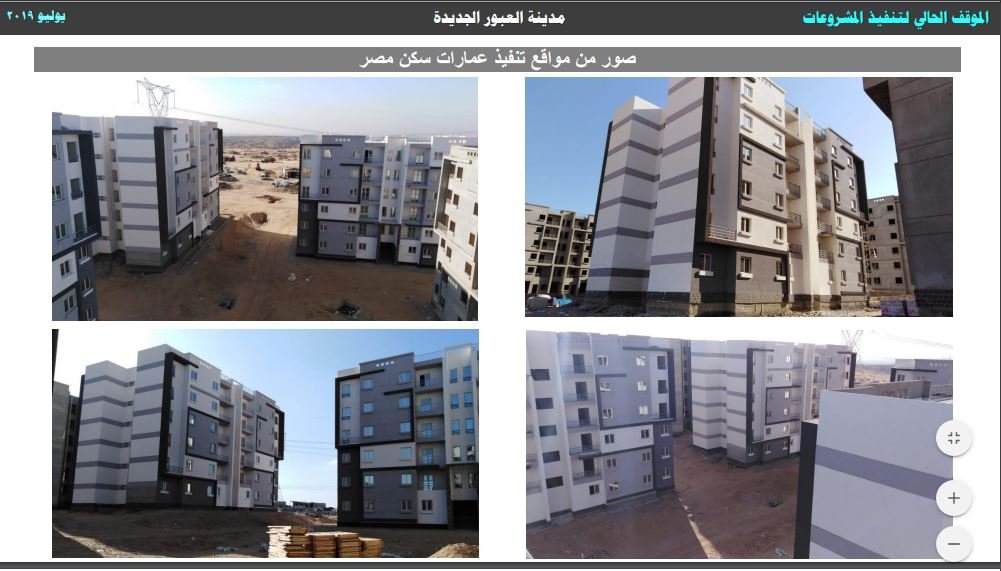 الموقف الحالي لتنفيذ المشروعات
مدينة العبور الجديدة
يوليو ٢٠١٩
صور من مواقع تنفيذ عمارات سكن مصر